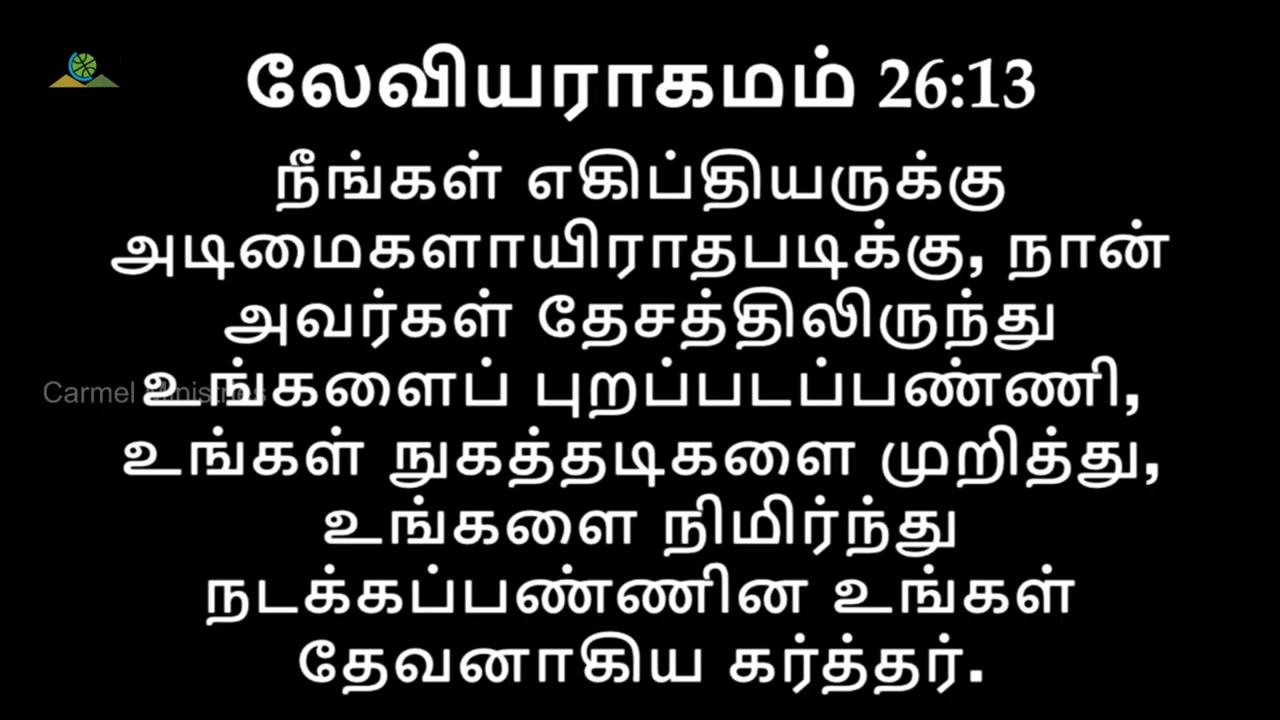 லேவியராகமம் 26:13
நீங்கள் எகிப்தியருக்கு
அடிமைகளாயிராதபடிக்கு, நான்
அவர்கள் தேசத்திலிருந்து
உங்களைப் புறப்படப்பண்ணி,
Carmel Ministries
உங்கள் நுகத்தடிகளை முறித்து,
உங்களை நிமிர்ந்து
நடக்கப்பண்ணின உங்கள்
தேவனாகிய கர்த்தர்.